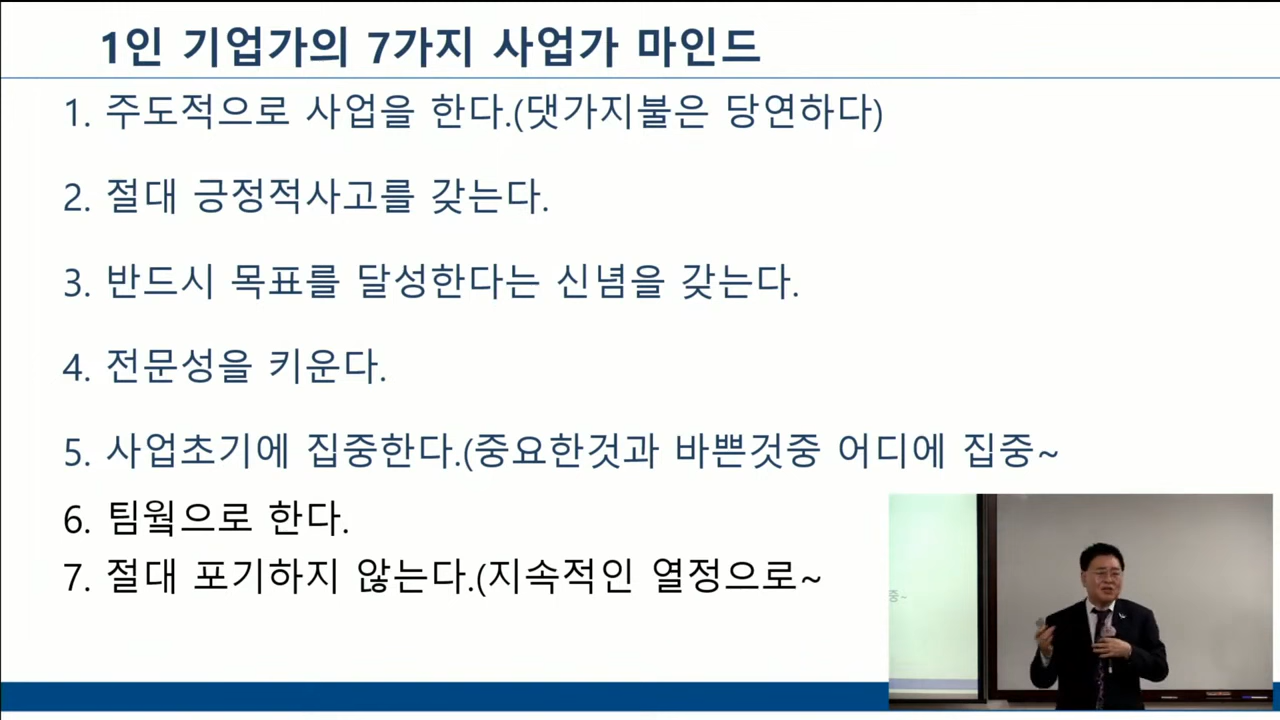 1인 기업가의 7가지 사업가 마인드
1. 주도적으로 사업을 한다.(댓가지불은 당연하다)
2. 절대 긍정적사고를 갖는다.
3. 반드시 목표를 달성한다는 신념을 갖는다.
4. 전문성을 키운다.
5. 사업초기에 집중한다.(중요한것과 바쁜것중 어디에 집중~
6. 팀웤으로 한다.
7. 절대 포기하지 않는다.(지속적인 열정으로~
중~